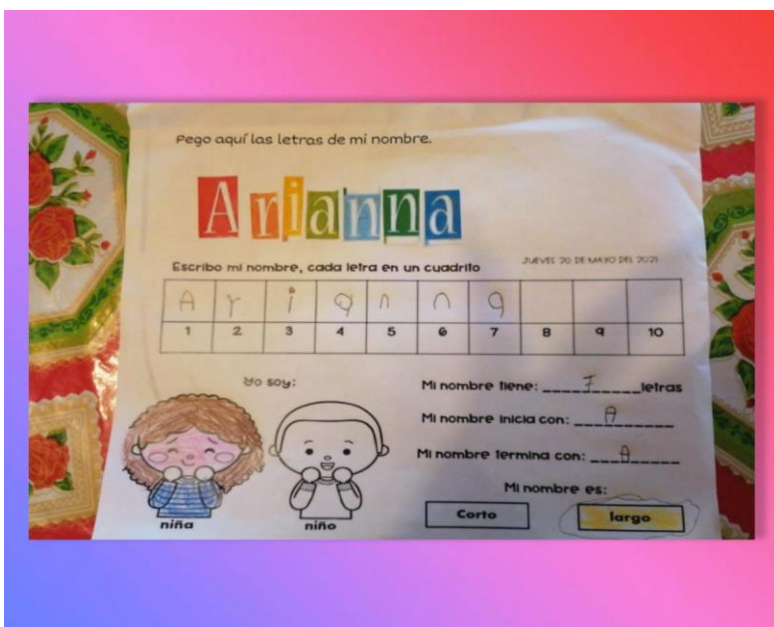 Pego aquí las letras de mi nombre.
Arianna
JUEVES 20 DE MAYO DEL 2021
Escribo mi nombre, cada letra en un cuadrito
A r i a n n a
1 2 3 4 5 6 7 8 9 10
Yo soy:
niña
niño
Mi nombre tiene: 7 letras
Mi nombre inicia con: A
Mi nombre termina con: A
Mi nombre es:
Corto
largo